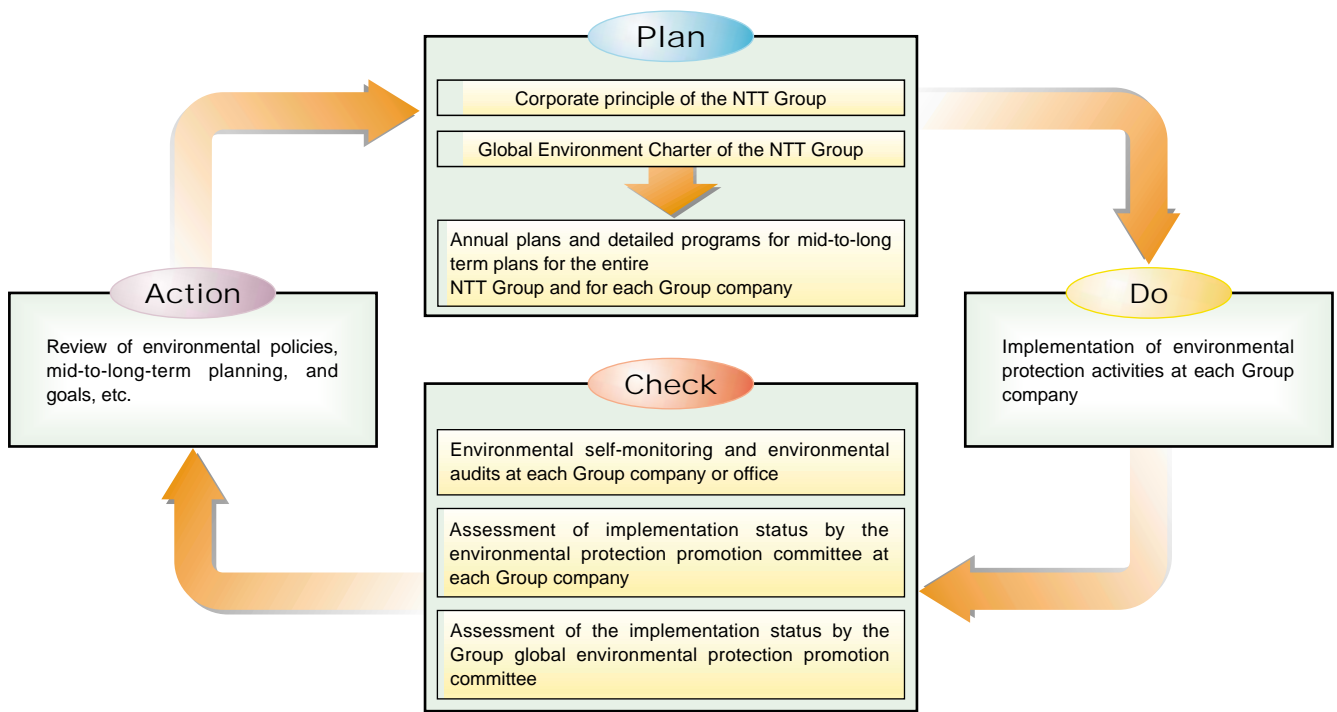 Plan
Corporate principle of the NTT Group
Global Environment Charter of the NTT Group
Annual plans and detailed programs for mid-to-long
term plans for the entire
NTT Group and for each Group company
Do
Implementation of environmental
protection activities at each Group
company
Check
Environmental self-monitoring and environmental
audits at each Group company or office
Assessment of implementation status by the
environmental protection promotion committee at
each Group company
Assessment of the implementation status by the
Group global environmental protection promotion
committee
Action
Review of environmental policies,
mid-to-long-term planning, and
goals, etc.